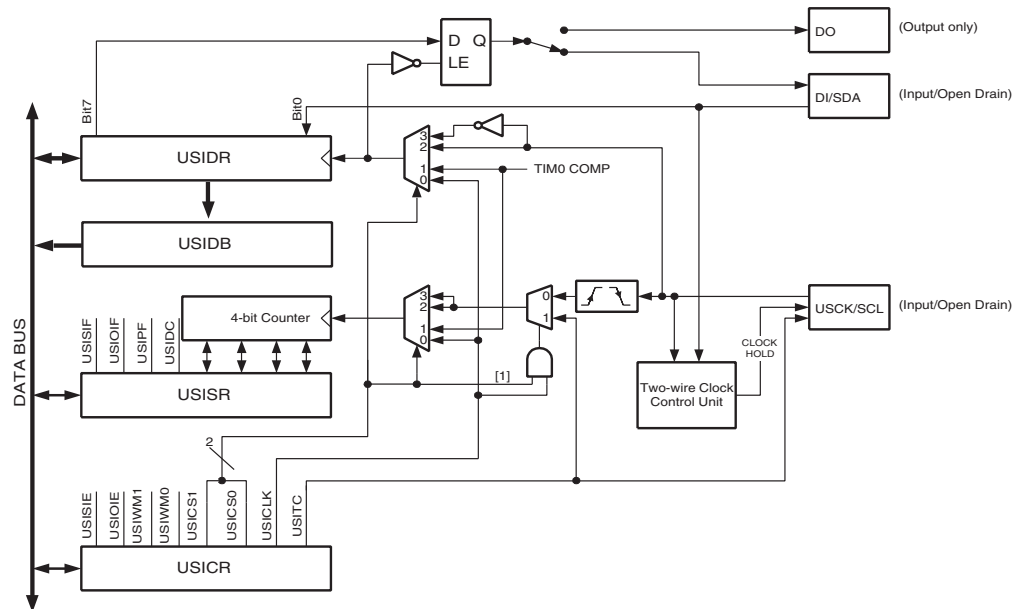 D Q
LE
DO
(Output only)
DI/SDA
(Input/Open Drain)
Bit7
Bit0
USIDR
3
2
1
0
TIM0 COMP
USIDB
DATA BUS
4-bit Counter
3
2
1
0
0
1
USCK/SCL
(Input/Open Drain)
CLOCK
HOLD
USISIF
USIOIF
USIPF
USIDC
USISR
[1]
Two-wire Clock
Control Unit
2
USISIE
USIOIE
USIWM1
USIWM0
USICS1
USICS0
USICLK
USITC
USICR